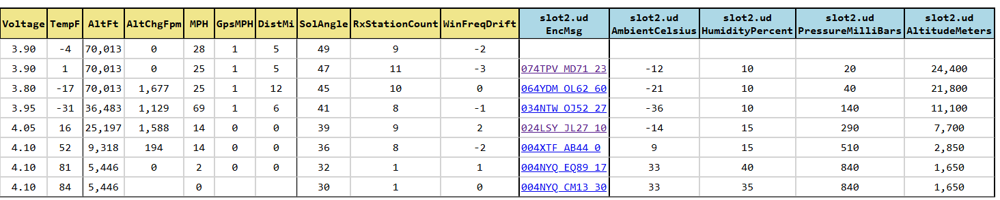 Voltage TempF AltFt AltChgFpm MPH GpsMPH DistMi SolAngle RxStationCount WinFreqDrift slot2.ud EncMsg slot2.ud AmbientCelsius slot2.ud HumidityPercent slot2.ud PressureMilliBars slot2.ud AltitudeMeters
3.90 -4 70,013 0 28 1 5 49 9 -2
3.90 1 70,013 0 25 1 5 47 11 -3 074TPV MD71 23 -12 10 20 24,400
3.80 -17 70,013 1,677 25 1 12 45 10 0 064YDM OL62 60 -21 10 40 21,800
3.95 -31 36,483 1,129 69 1 6 41 8 -1 034NTW OJ52 27 -36 10 140 11,100
4.05 16 25,197 1,588 14 0 0 39 9 2 024LSY JL27 10 -14 15 290 7,700
4.10 52 9,318 194 14 0 0 36 8 -2 004XTF AB44 0 9 15 510 2,850
4.10 81 5,446 0 2 0 0 32 1 1 004NYQ EQ89 17 33 40 840 1,650
4.10 84 5,446 0 30 1 0 004NYQ CM13 30 33 35 840 1,650